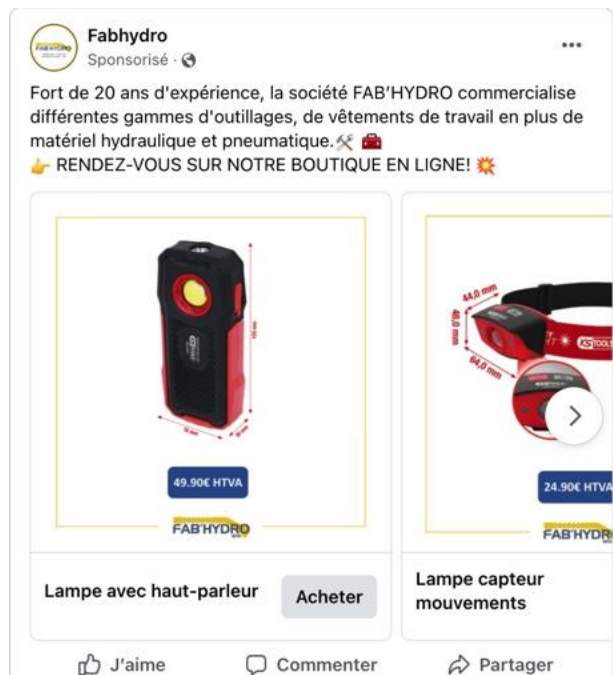 Fabhydro
Sponsorisé ·
Fort de 20 ans d'expérience, la société FAB'HYDRO commercialise
différentes gammes d'outillages, de vêtements de travail en plus de
matériel hydraulique et pneumatique.
RENDEZ-VOUS SUR NOTRE BOUTIQUE EN LIGNE!
44,0 mm
48,0 mm
64,0 mm
KS TOOLS
49.90€ HTVA
24.90€ HTVA
FAB'HYDRO
FAB'HYDR
Lampe avec haut-parleur
Acheter
Lampe capteur
mouvements
J'aime
Commenter
Partager